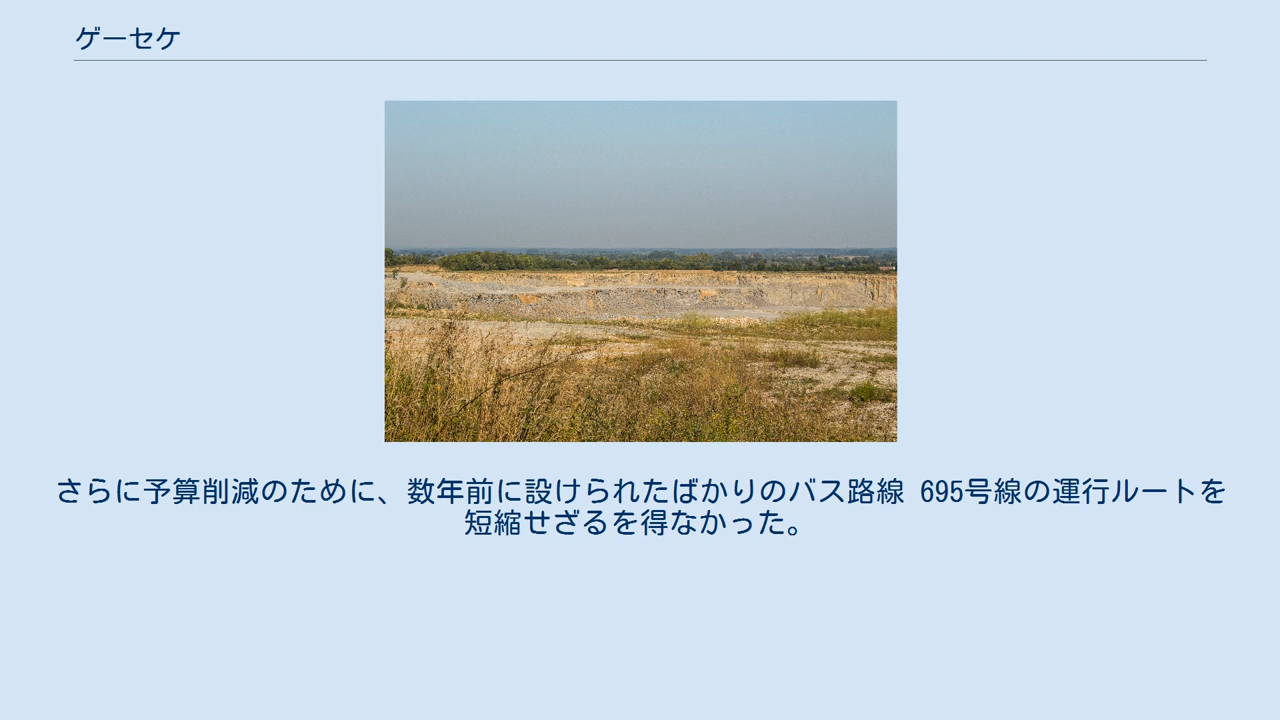 ゲーセケ
さらに予算削減のために、数年前に設けられたばかりのバス路線 695号線の運行ルートを
短縮せざるを得なかった。